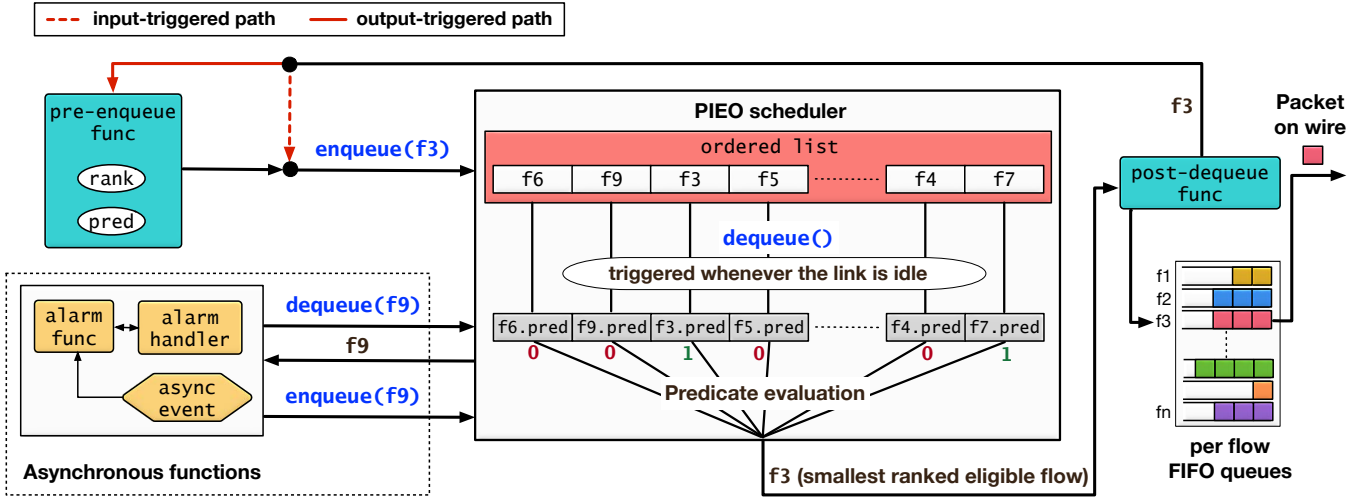 input-triggered path
output-triggered path
pre-enqueue
func
rank
pred
enqueue(f3)
PIEO scheduler
ordered list
f6 f9 f3 f5 f4 f7
dequeue()
triggered whenever the link is idle
f6.pred f9.pred f3.pred f5.pred f4.pred f7.pred
0 0 1 0 0 1
Predicate evaluation
f3 (smallest ranked eligible flow)
alarm
func
alarm
handler
async
event
Asynchronous functions
dequeue(f9)
f9
enqueue(f9)
f3
Packet
on wire
post-dequeue
func
f1
f2
f3
fn
per flow
FIFO queues